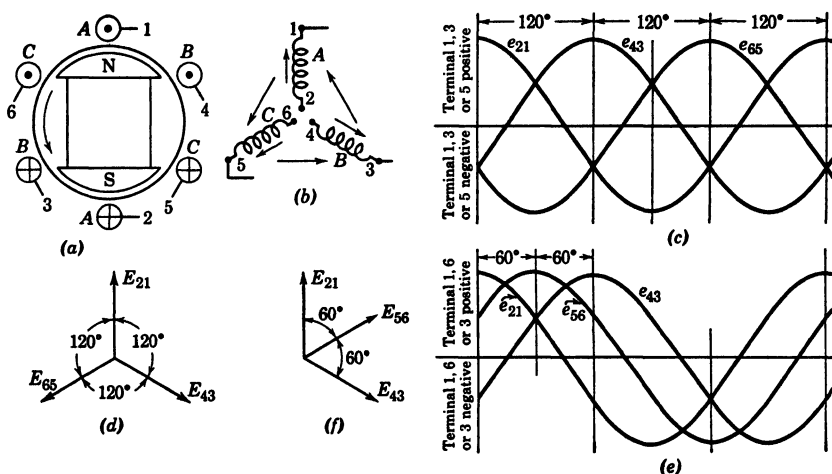 A 1
C
N
B
6
4
B
C
S
3
5
A 2
(a)
1
A
2
C 6
4
B
5
3
(b)
Terminal 1, 3
or 5 positive
Terminal 1, 3
or 5 negative
120° 120° 120°
e21 e43 e65
(c)
E21
120° 120°
E65 120° E43
(d)
E21
60°
E56
60°
E43
(f)
Terminal 1, 6
or 3 positive
Terminal 1, 6
or 3 negative
60° 60°
e21 e56 e43
(e)